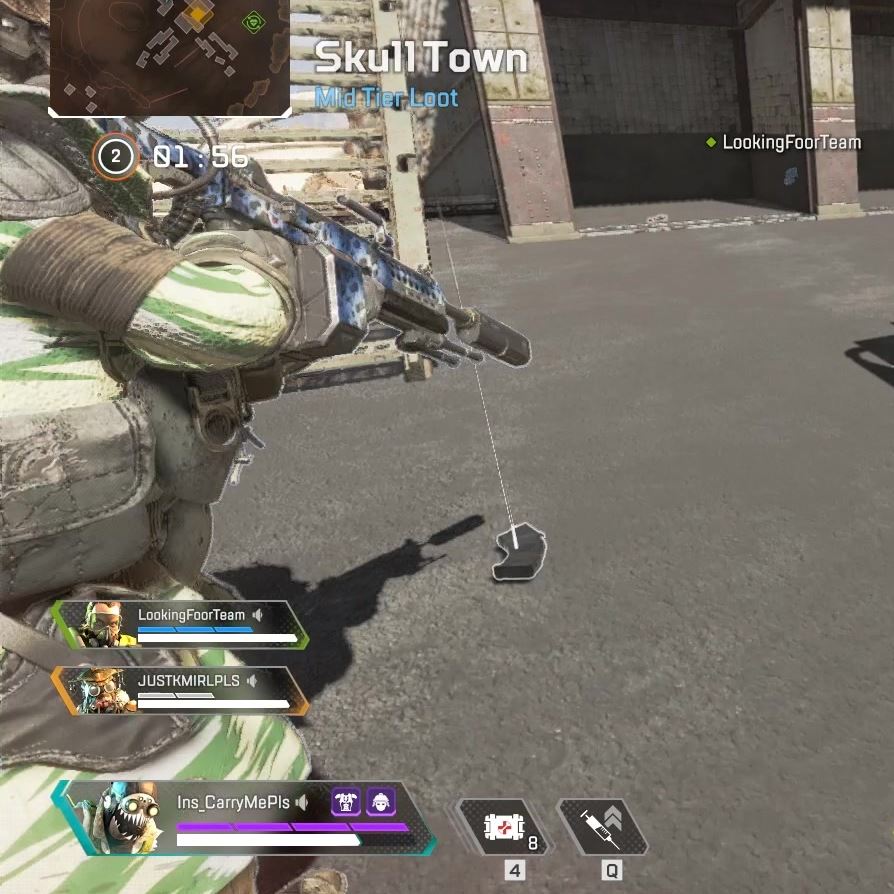 Skull Town
Mid Tier Loot
LookingFoorTeam
2
01:56
LookingFoorTeam
JUSTKMIRLPLS
Ins_CarryMePls
8
4
Q